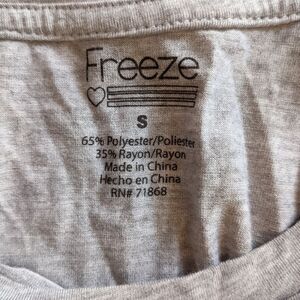 Freeze
S
65% Polyester/Poliester
35% Rayon/Rayon
Made in China
Hecho en China
RN# 71868